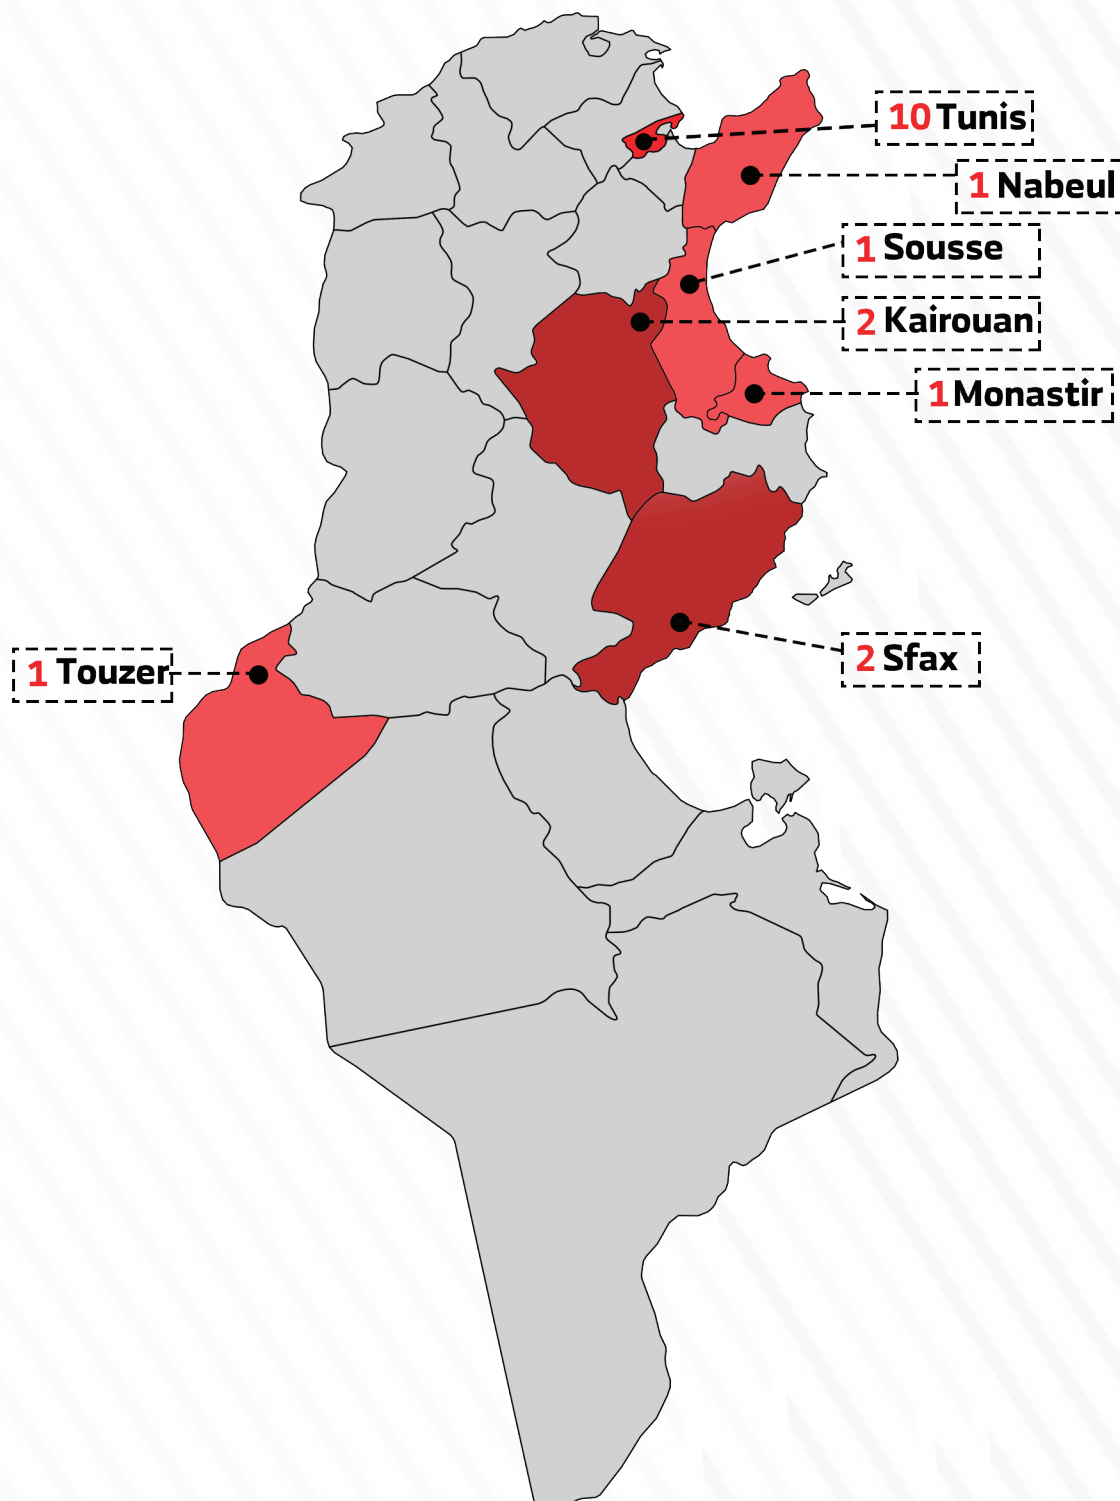 10 Tunis
1 Nabeul
1 Sousse
2 Kairouan
1 Monastir
2 Sfax
1 Touzer